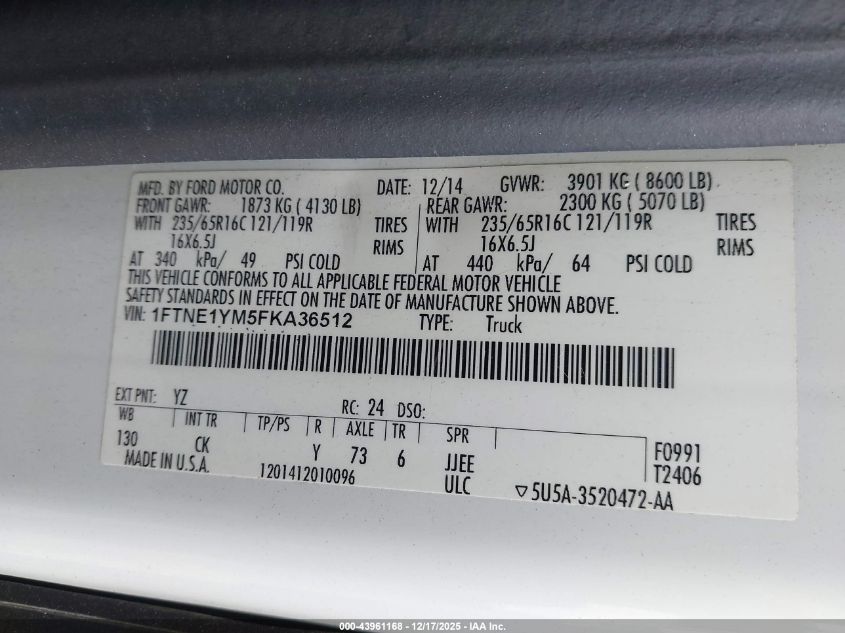 MFD. BY FORD MOTOR CO. DATE: 12/14 GVWR: 3901 KG ( 8600 LB)
FRONT GAWR: 1873 KG ( 4130 LB) REAR GAWR: 2300 KG ( 5070 LB)
WITH 235/65R16C 121/119R TIRES WITH 235/65R16C 121/119R TIRES
16X6.5J RIMS 16X6.5J RIMS
AT 340 kPa/ 49 PSI COLD AT 440 kPa/ 64 PSI COLD
THIS VEHICLE CONFORMS TO ALL APPLICABLE FEDERAL MOTOR VEHICLE
SAFETY STANDARDS IN EFFECT ON THE DATE OF MANUFACTURE SHOWN ABOVE.
VIN: 1FTNE1YM5FKA36512 TYPE: Truck
EXT PNT: YZ RC: 24 DSO:
WB INT TR TP/PS R AXLE TR SPR
130 CK Y 73 6 JJEE F0991
MADE IN U.S.A. 1201412010096 ULC T2406
▽5U5A-3520472-AA
000-43961168 - 12/17/2025 - IAA Inc.